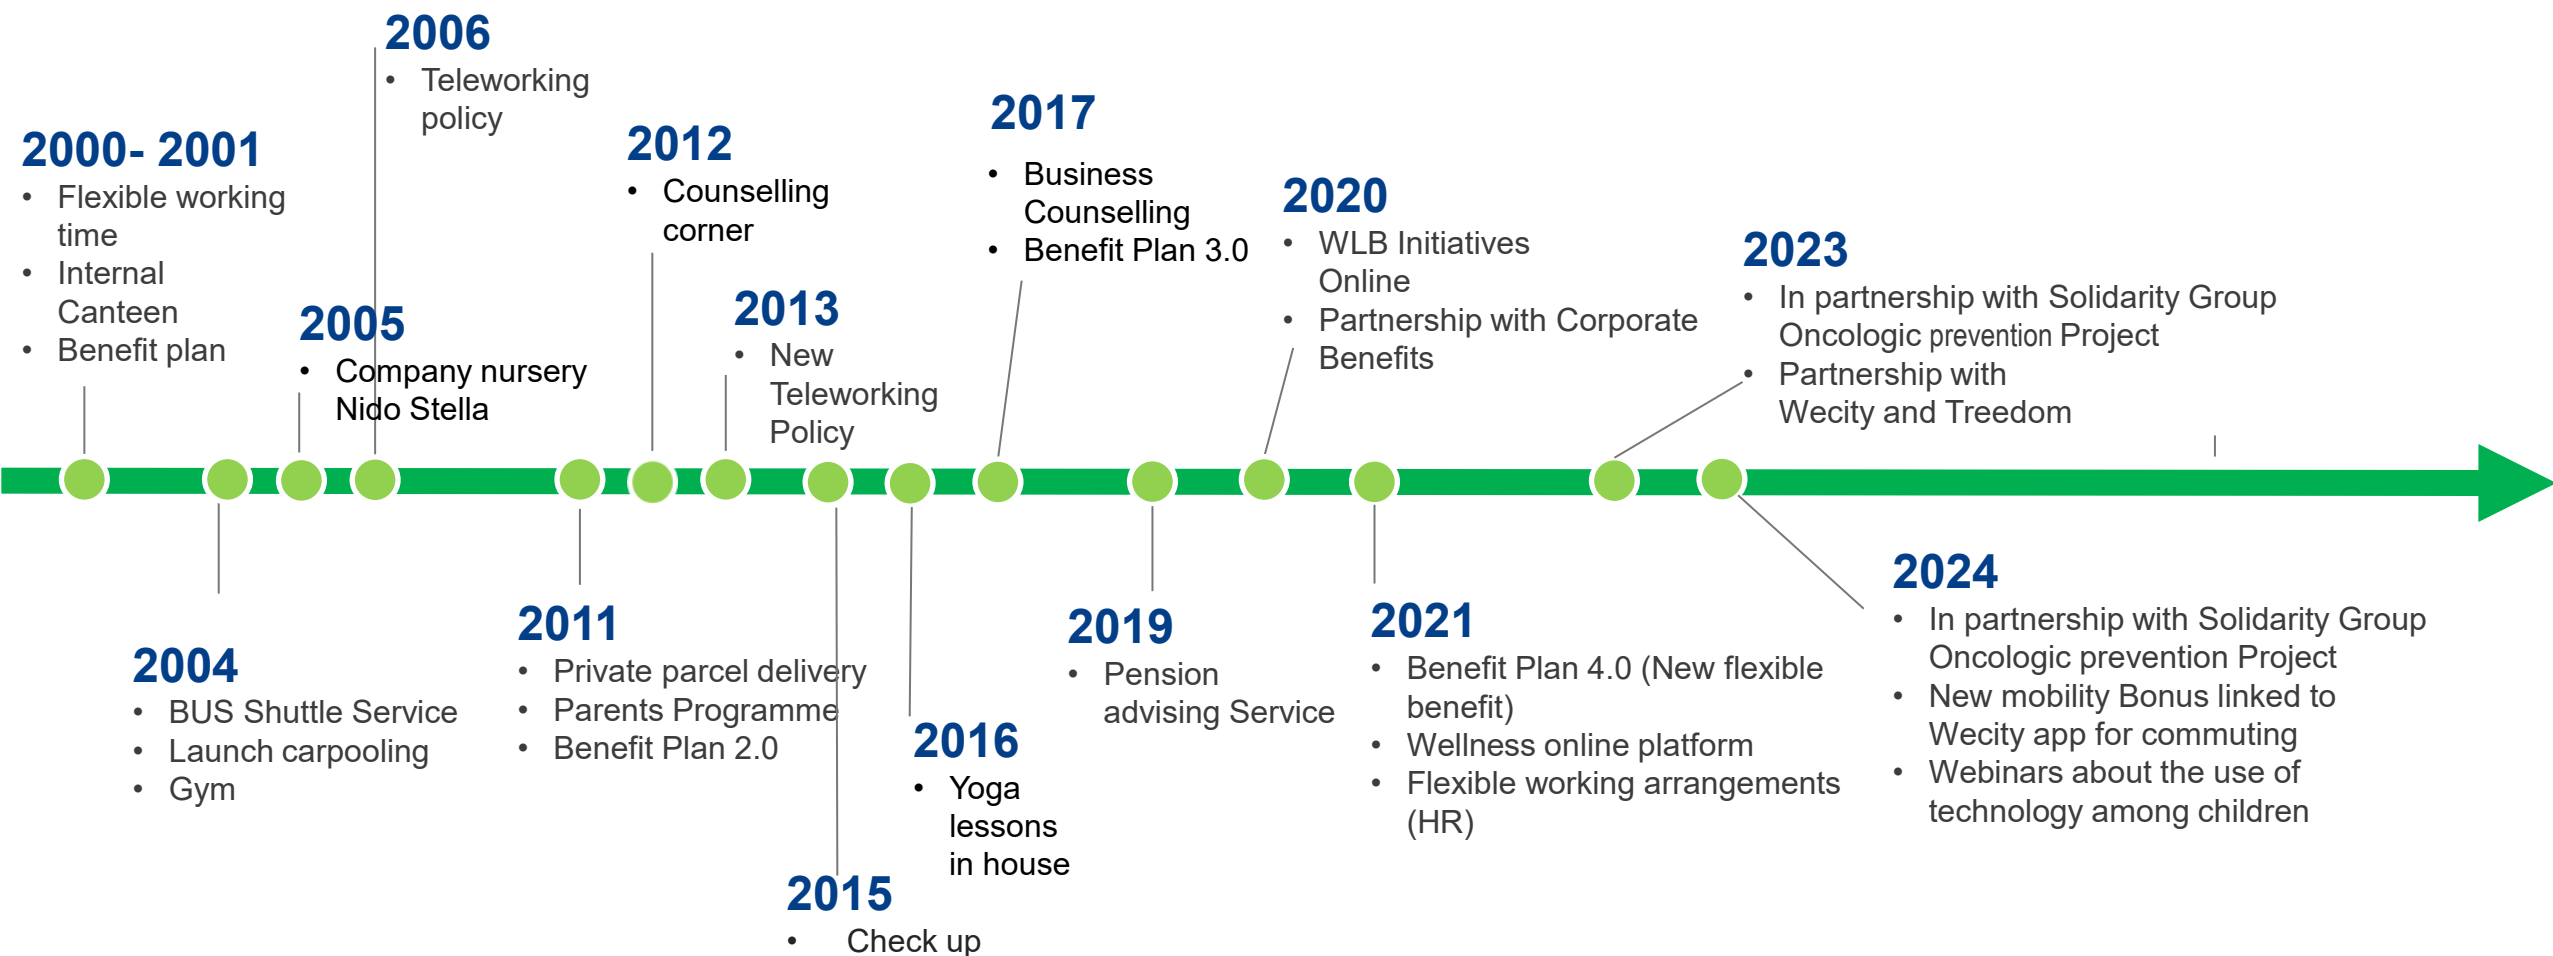 2000- 2001
• Flexible working
time
• Internal
Canteen
• Benefit plan
2004
• BUS Shuttle Service
• Launch carpooling
• Gym
2005
• Company nursery
Nido Stella
2006
• Teleworking
policy
2011
• Private parcel delivery
• Parents Programme
• Benefit Plan 2.0
2012
• Counselling
corner
2013
• New
Teleworking
Policy
2015
• Check up
2016
• Yoga
lessons
in house
2017
• Business
Counselling
• Benefit Plan 3.0
2019
• Pension
advising Service
2020
• WLB Initiatives
Online
• Partnership with Corporate
Benefits
2021
• Benefit Plan 4.0 (New flexible
benefit)
• Wellness online platform
• Flexible working arrangements
(HR)
2023
• In partnership with Solidarity Group
Oncologic prevention Project
• Partnership with
Wecity and Treedom
2024
• In partnership with Solidarity Group
Oncologic prevention Project
• New mobility Bonus linked to
Wecity app for commuting
• Webinars about the use of
technology among children